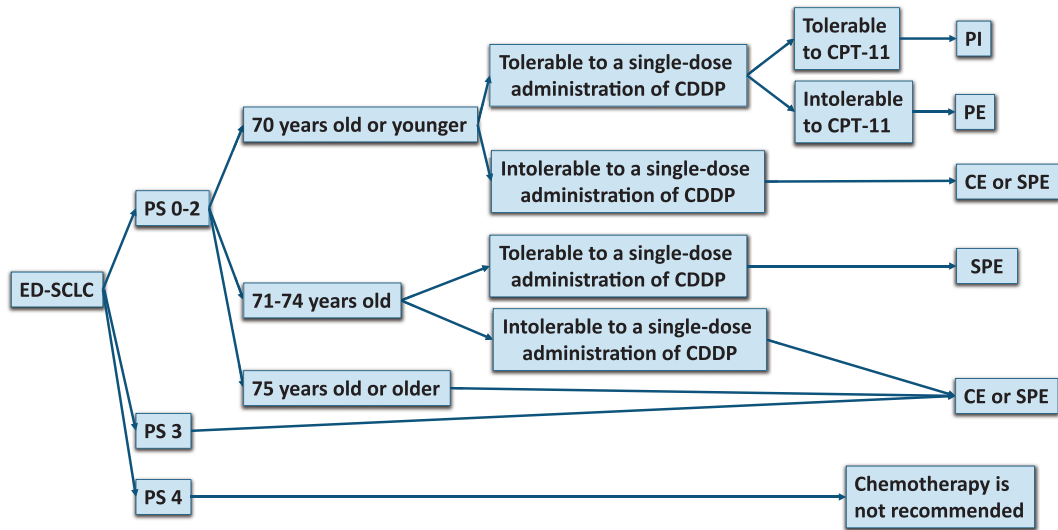 Tolerable
to CPT-11
PI
Tolerable to a single-dose
administration of CDDP
Intolerable
to CPT-11
PE
70 years old or younger
Intolerable to a single-dose
administration of CDDP
CE or SPE
PS 0-2
Tolerable to a single-dose
administration of CDDP
SPE
ED-SCLC
71-74 years old
Intolerable to a single-dose
administration of CDDP
75 years old or older
CE or SPE
PS 3
PS 4
Chemotherapy is
not recommended